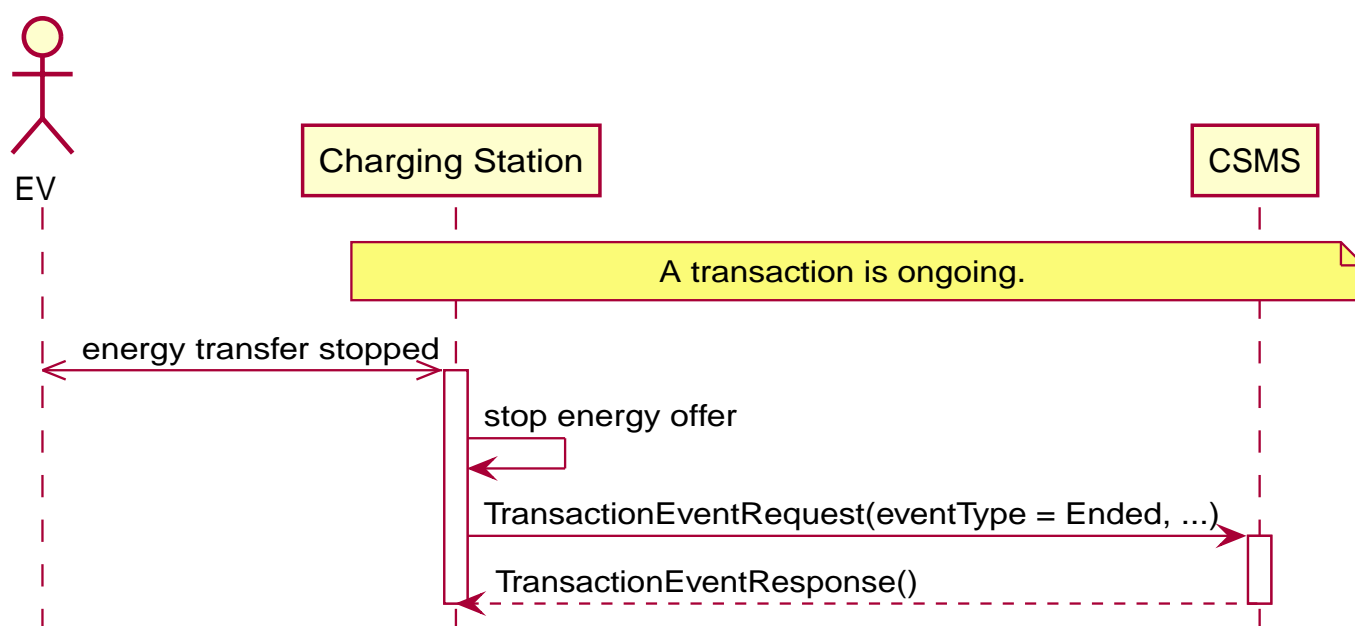 EV
Charging Station
CSMS
A transaction is ongoing.
energy transfer stopped
stop energy offer
TransactionEventRequest(eventType = Ended, ...)
TransactionEventResponse()